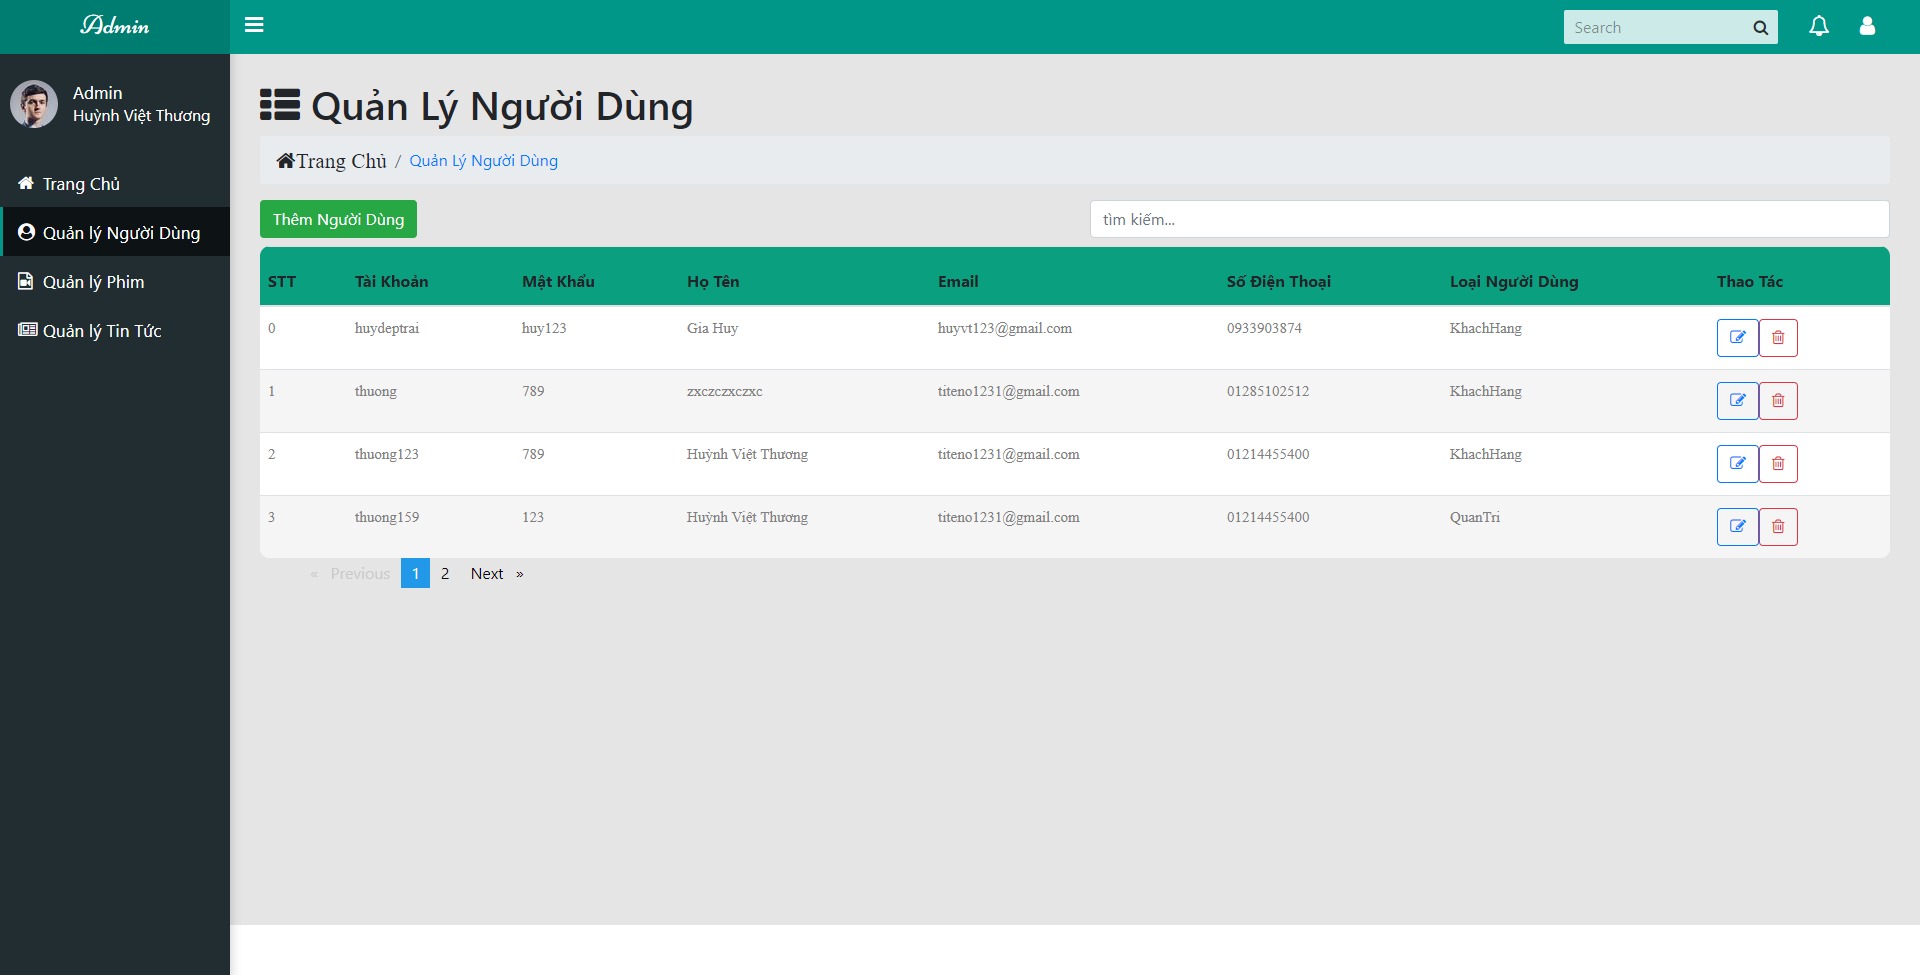 Admin
Search
Admin
Huỳnh Việt Thương
Trang Chủ
Quản lý Người Dùng
Quản lý Phim
Quản lý Tin Tức
Quản Lý Người Dùng
Trang Chủ / Quản Lý Người Dùng
Thêm Người Dùng
tìm kiếm...
STT Tài Khoản Mật Khẩu Họ Tên Email Số Điện Thoại Loại Người Dùng Thao Tác
0 huydeptrai huy123 Gia Huy huyvt123@gmail.com 0933903874 KhachHang
1 thuong 789 zxczczxczxc titeno1231@gmail.com 01285102512 KhachHang
2 thuong123 789 Huỳnh Việt Thương titeno1231@gmail.com 01214455400 KhachHang
3 thuong159 123 Huỳnh Việt Thương titeno1231@gmail.com 01214455400 QuanTri
« Previous 1 2 Next »